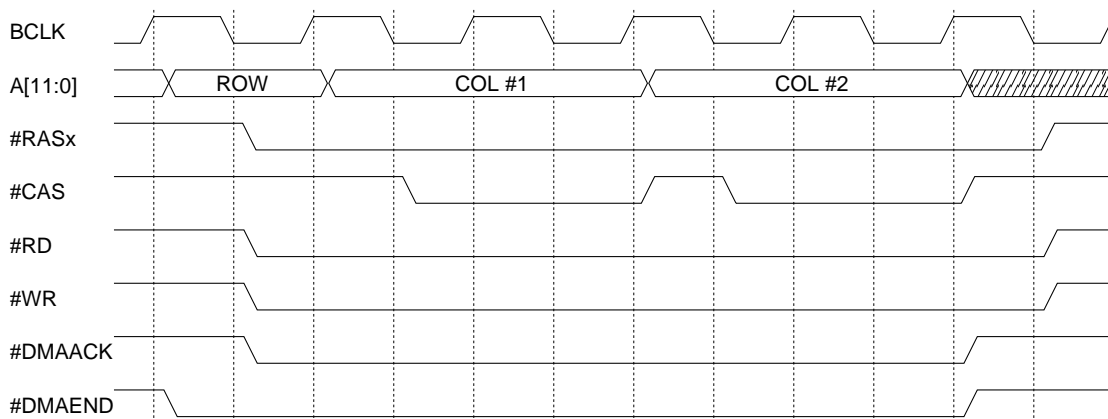 BCLK
A[11:0] ROW COL #1 COL #2
#RASx
#CAS
#RD
#WR
#DMAACK
#DMAEND